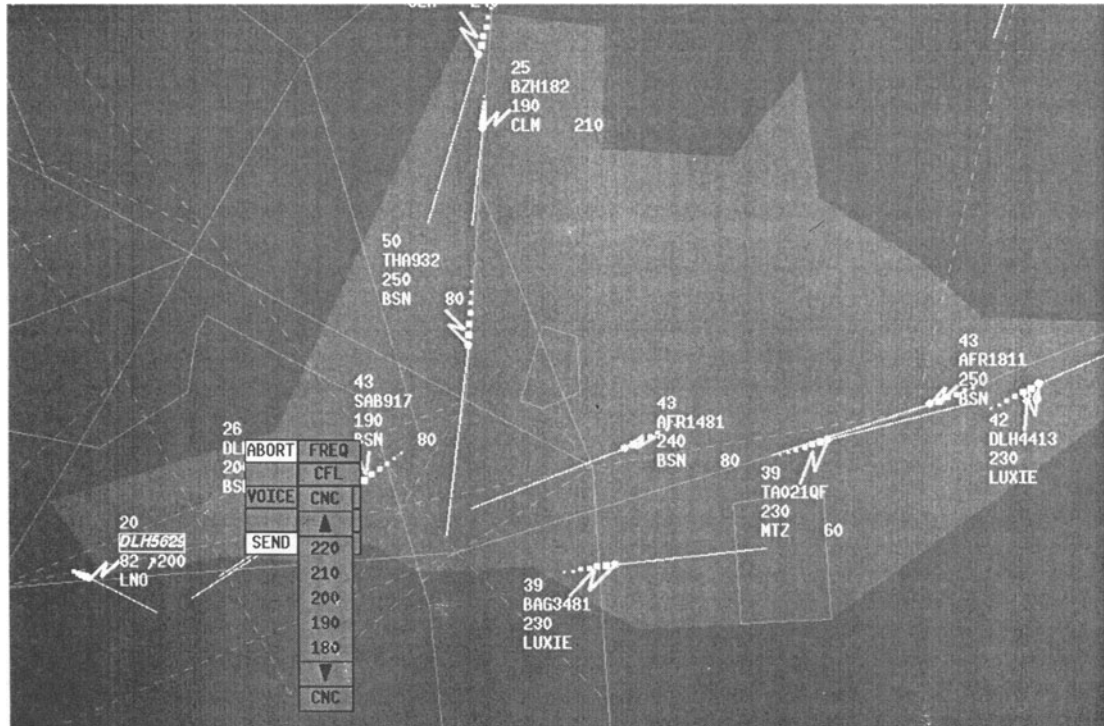 25
BZH182
190
CLM 210
50
THA932
250
BSN 80
43
SAB917
190
BSN 80
43
AFR1481
240
BSN 80
43
AFR1811
250
BSN
42
DLH4413
230
LUXIE
39
TAO21QF
230
MTZ 60
39
BAG3481
230
LUXIE
26
20
DLH5629
82 ↗200
LNO
ABORT
VOICE
SEND
FREQ
CFL
CNC
▲
220
210
200
190
180
▼
CNC